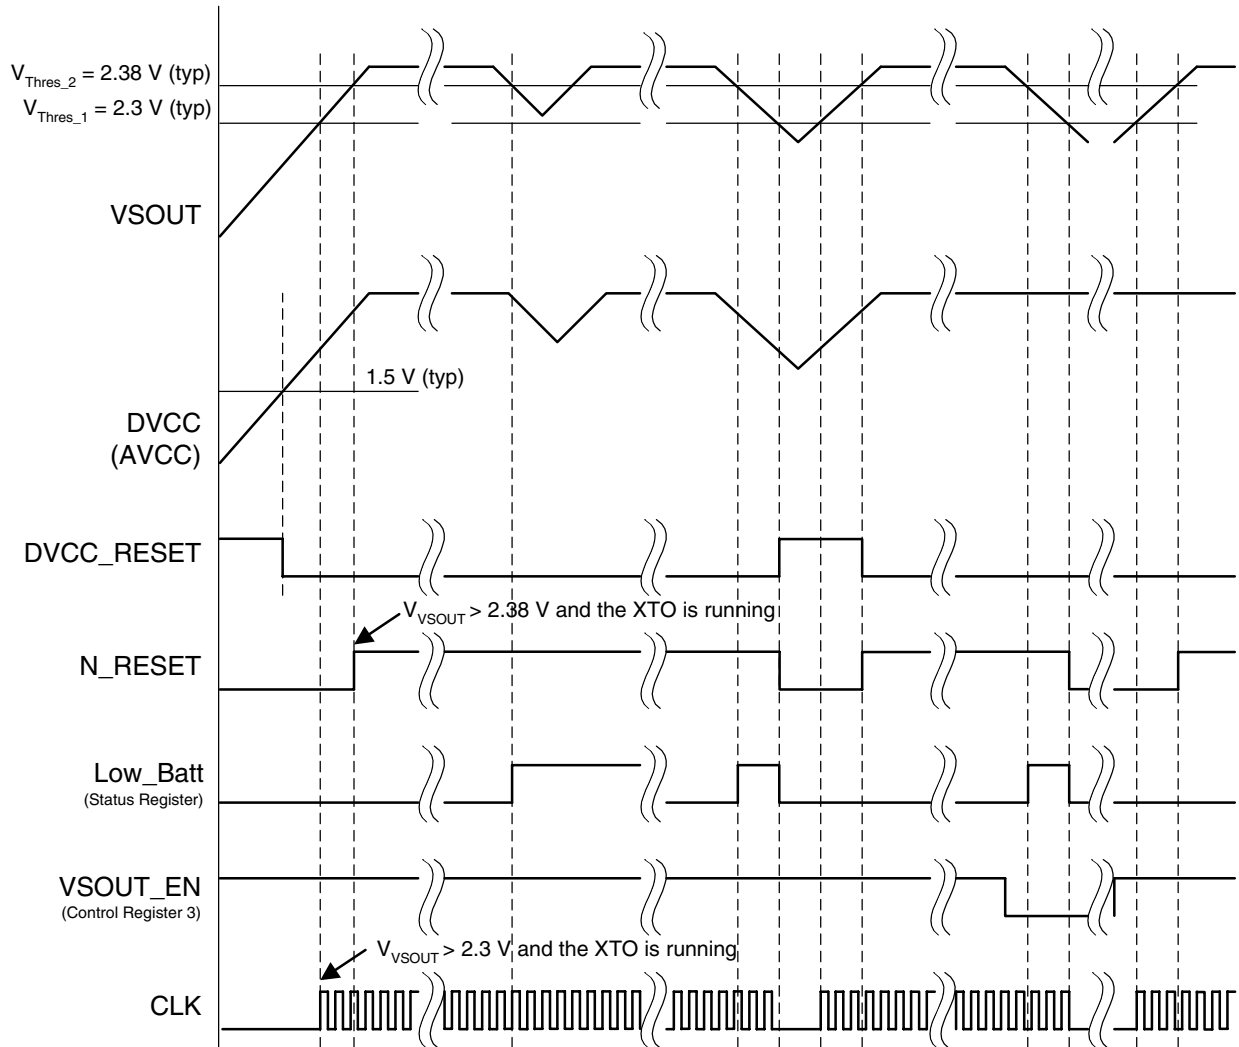 V_Thres_2 = 2.38 V (typ)
V_Thres_1 = 2.3 V (typ)
VSOUT
1.5 V (typ)
DVCC
(AVCC)
DVCC_RESET
V_VSOUT > 2.38 V and the XTO is running
N_RESET
Low_Batt
(Status Register)
VSOUT_EN
(Control Register 3)
V_VSOUT > 2.3 V and the XTO is running
CLK